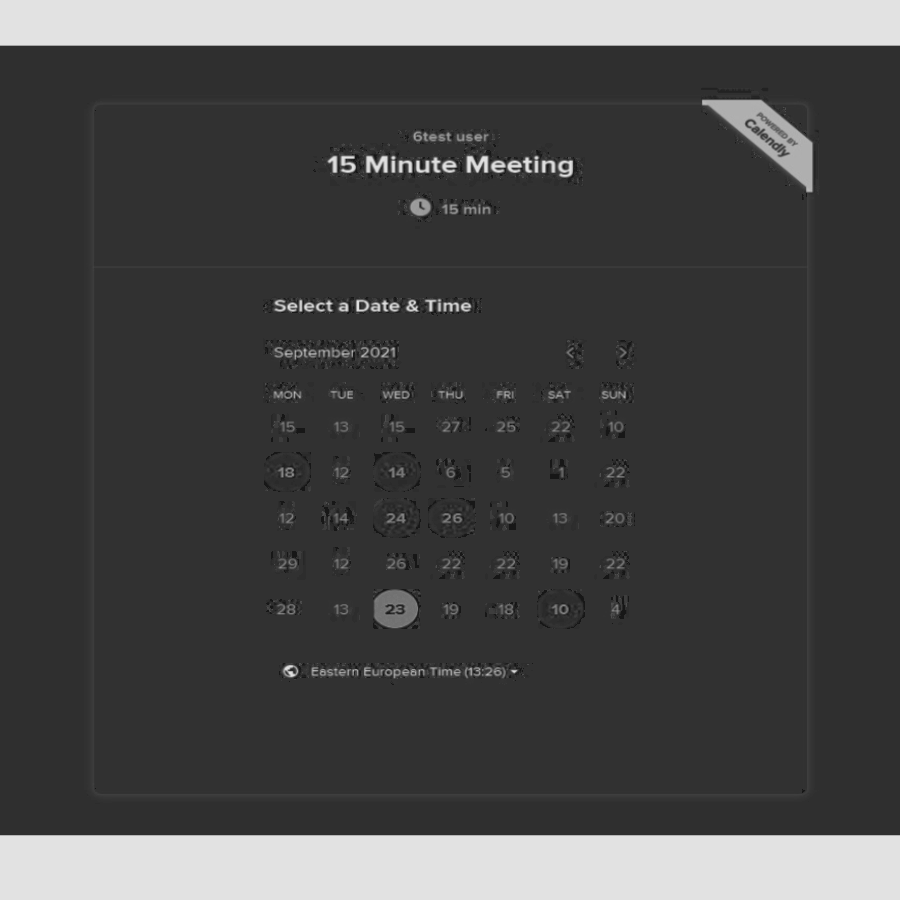 POWERED BY
Calendly
6test user
15 Minute Meeting
15 min
Select a Date & Time
September 2021
MON TUE WED THU FRI SAT SUN
15 13 15 27 25 22 10
18 12 14 6 5 1 22
12 14 24 26 10 13 20
29 12 26 22 22 19 22
28 13 23 19 18 10 4
Eastern European Time (13:26)